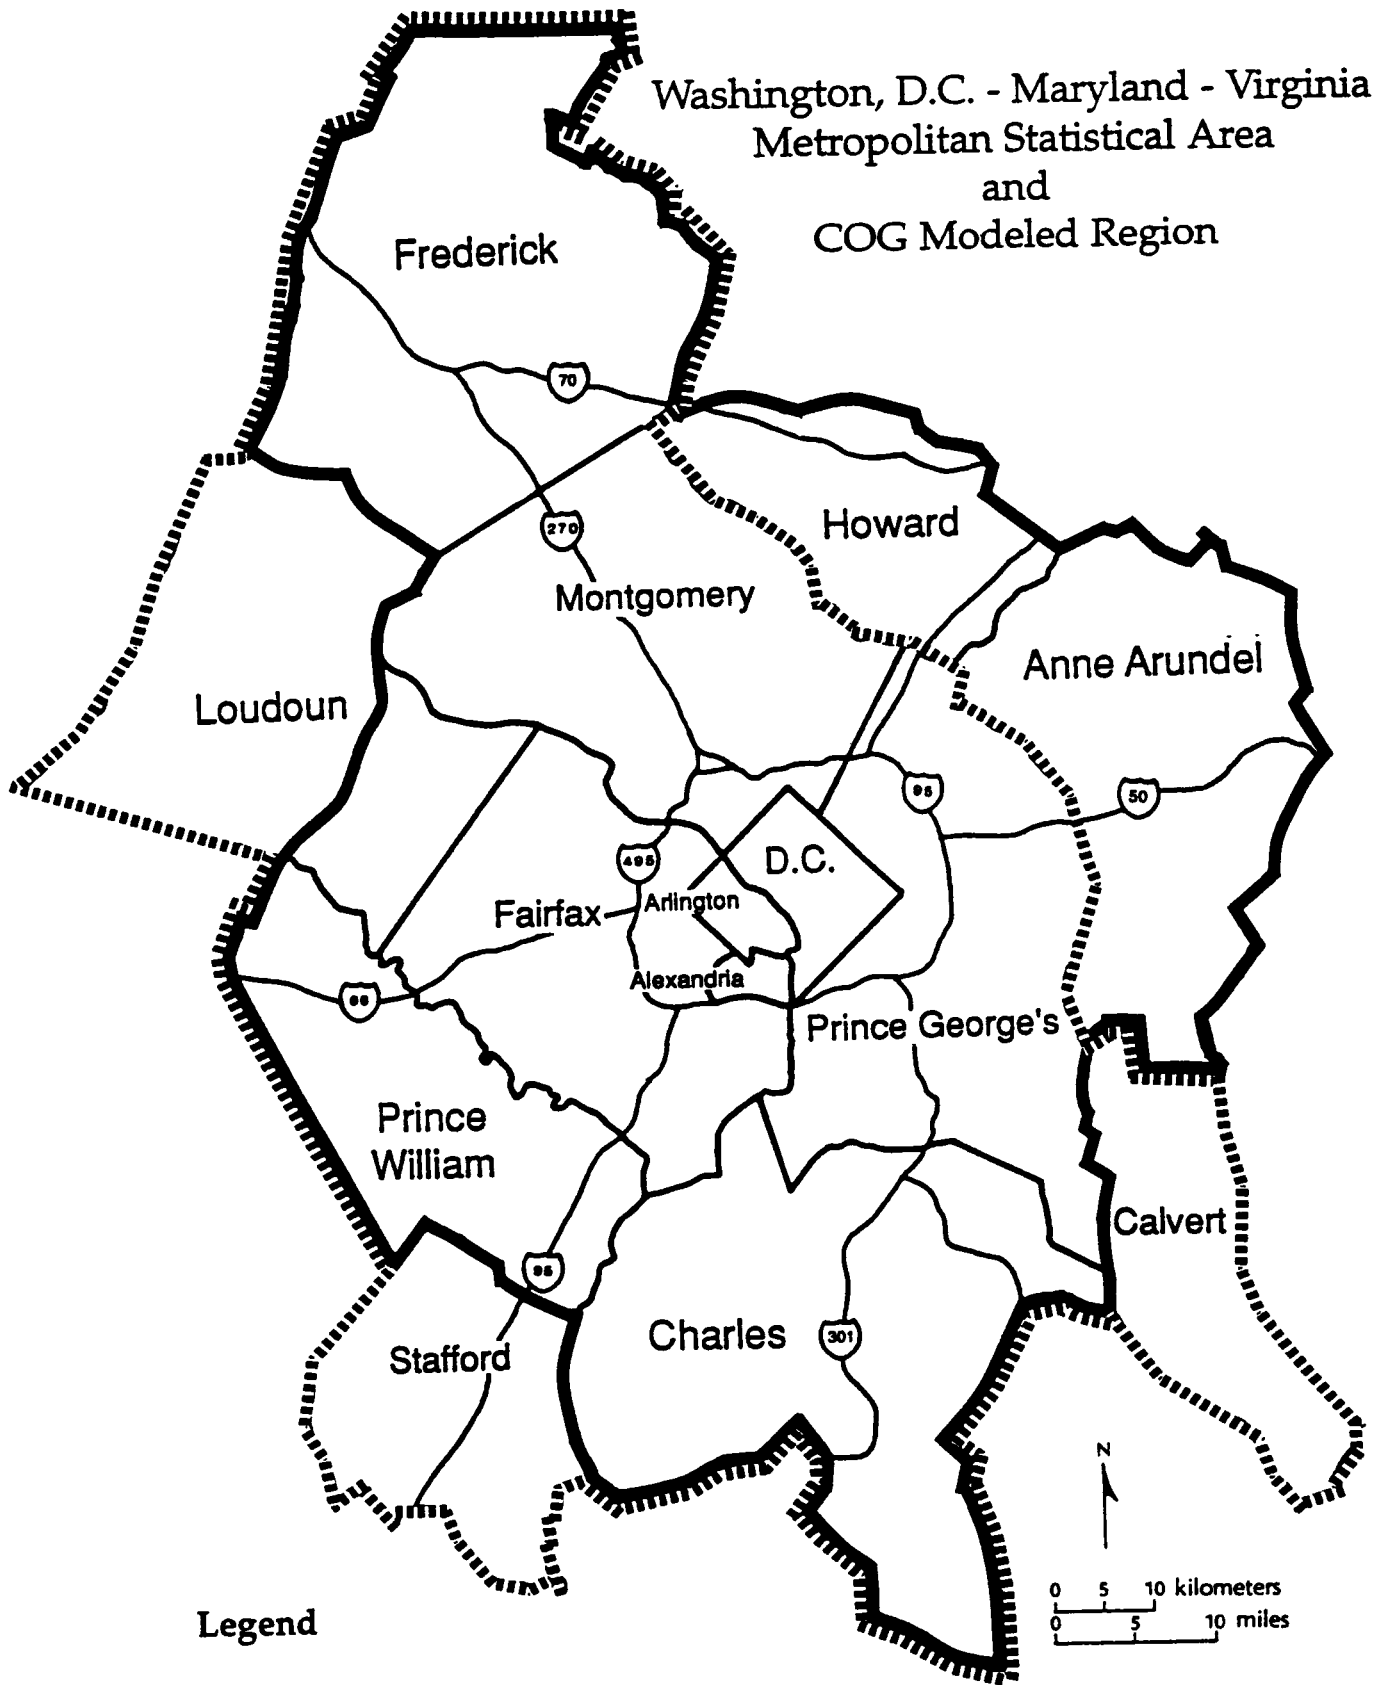 Washington, D.C. - Maryland - Virginia
Metropolitan Statistical Area
and
COG Modeled Region
Frederick
70
270
Howard
Montgomery
Anne Arundel
Loudoun
95
50
495
D.C.
Arlington
Fairfax
Alexandria
66
Prince George's
Prince
William
Calvert
95
Charles
301
Stafford
N
0 5 10 kilometers
0 5 10 miles
Legend